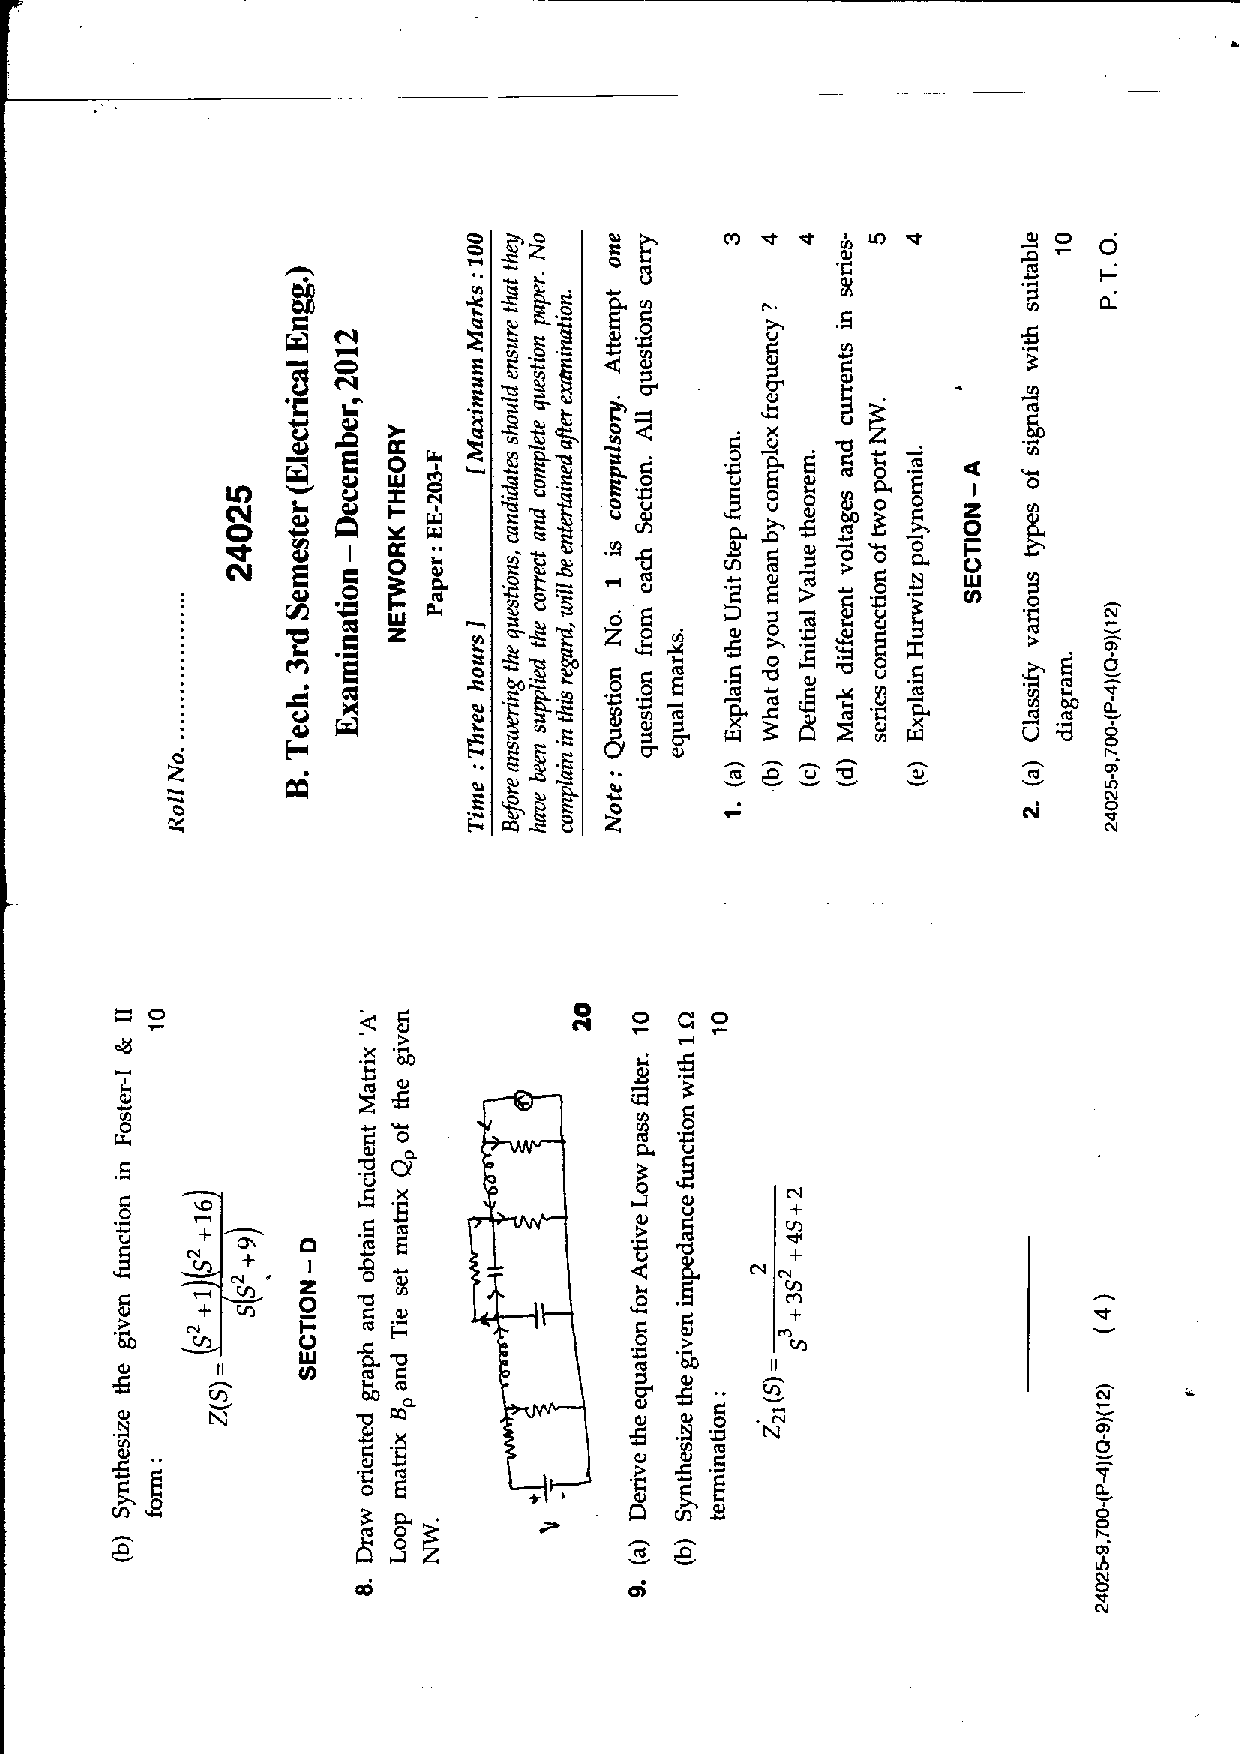 (b) Synthesize the given function in Foster-I & II
form : 10
Z(S) = (S² + 1)(S² + 16) / S(S² + 9)
SECTION – D
8. Draw oriented graph and obtain Incident Matrix 'A'
Loop matrix Bₚ and Tie set matrix Qₚ of the given
NW.
V + -
20
9. (a) Derive the equation for Active Low pass filter. 10
(b) Synthesize the given impedance function with 1 Ω
termination : 10
Z₂₁(S) = 2 / S³ + 3S² + 4S + 2
24025-9,700-(P-4)(Q-9)(12) ( 4 )
Roll No. ..............................
24025
B. Tech. 3rd Semester (Electrical Engg.)
Examination – December, 2012
NETWORK THEORY
Paper : EE-203-F
Time : Three hours ] [ Maximum Marks : 100
Before answering the questions, candidates should ensure that they
have been supplied the correct and complete question paper. No
complain in this regard, will be entertained after examination.
Note : Question No. 1 is compulsory. Attempt one
question from each Section. All questions carry
equal marks.
1. (a) Explain the Unit Step function. 3
(b) What do you mean by complex frequency ? 4
(c) Define Initial Value theorem. 4
(d) Mark different voltages and currents in series-
series connection of two port NW. 5
(e) Explain Hurwitz polynomial. 4
SECTION – A
2. (a) Classify various types of signals with suitable
diagram. 10
24025-9,700-(P-4)(Q-9)(12) P. T. O.